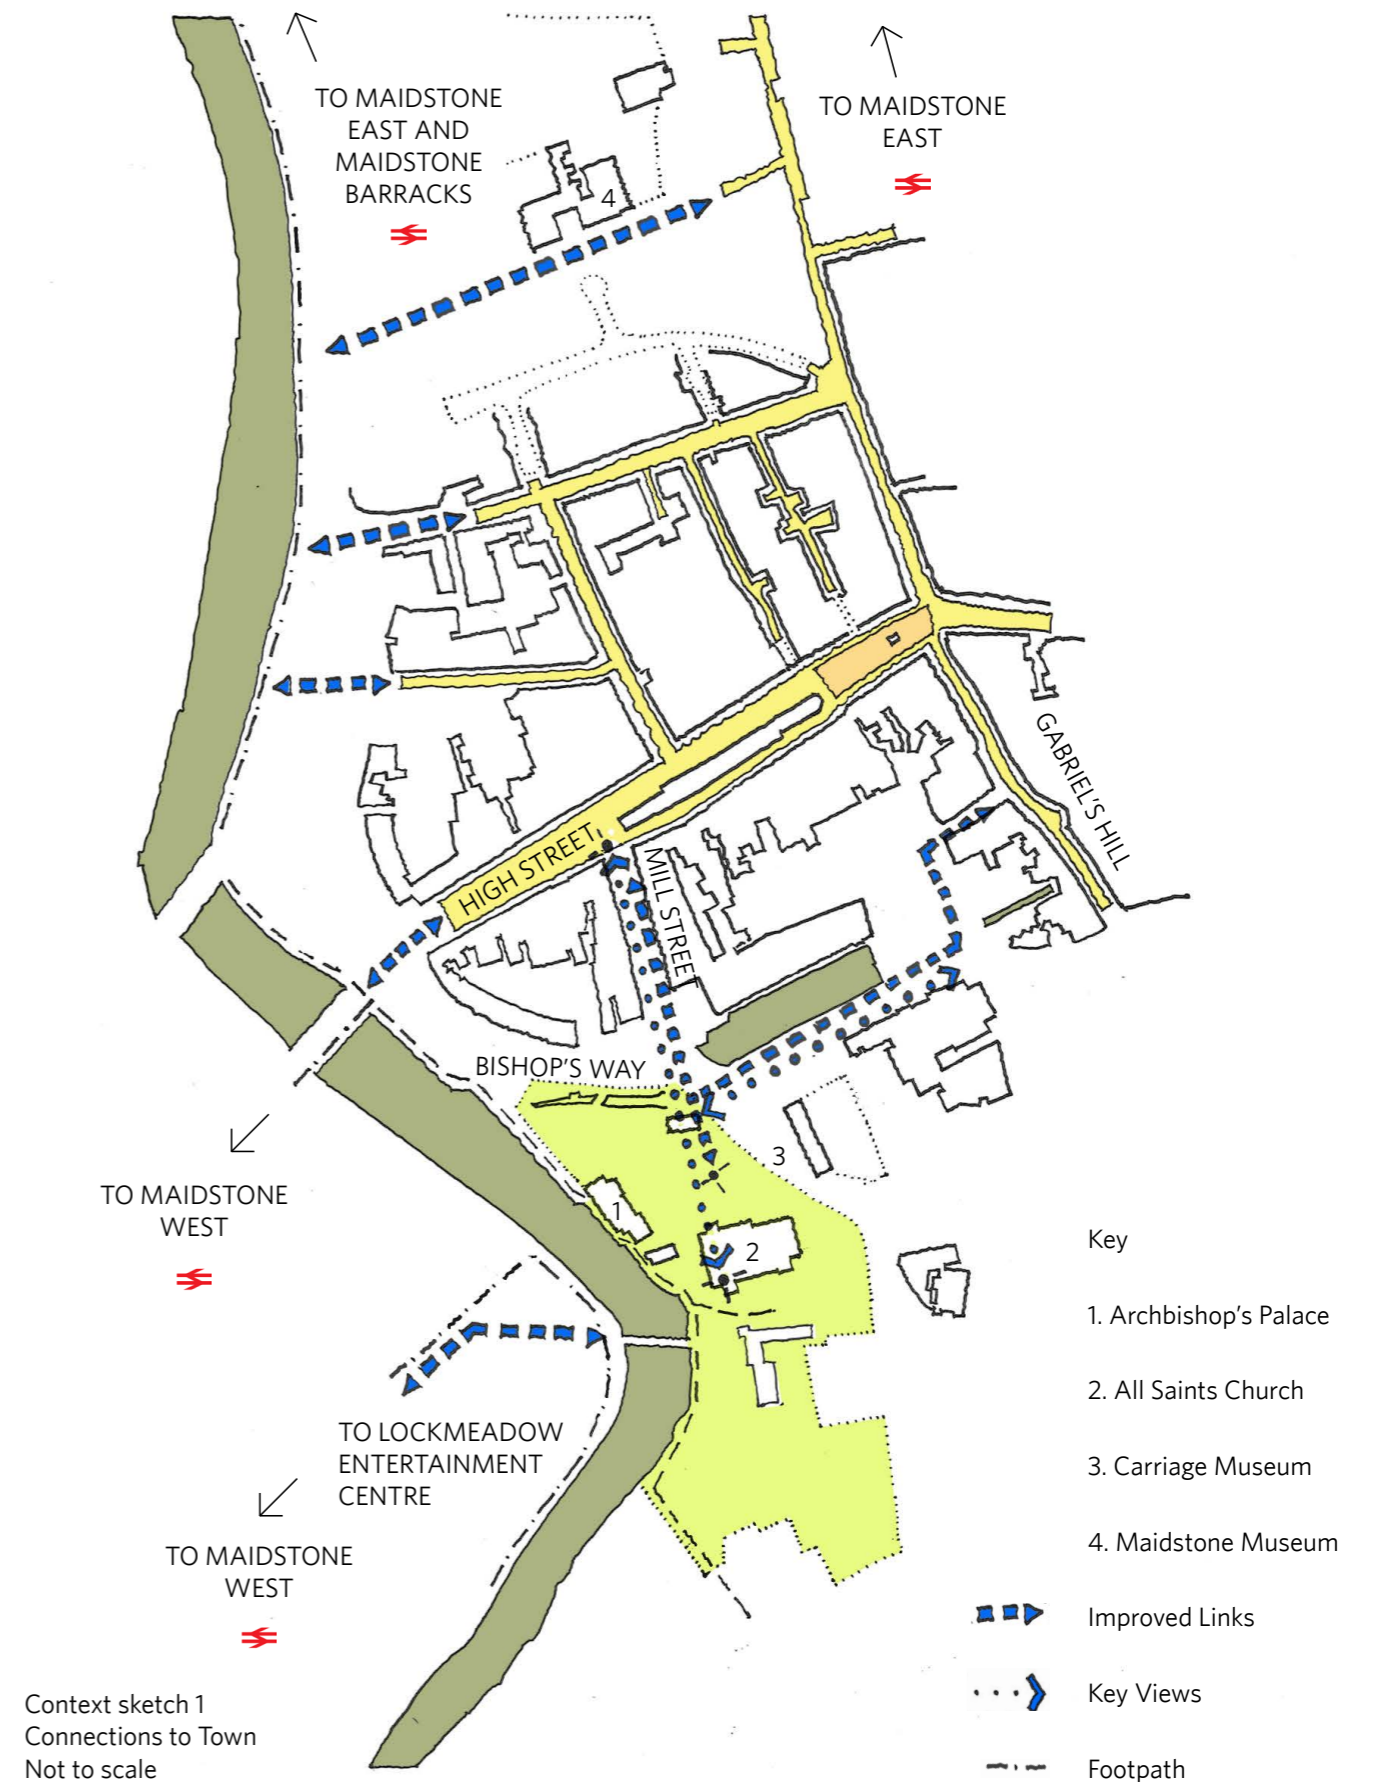 TO MAIDSTONE
EAST AND
MAIDSTONE
BARRACKS
TO MAIDSTONE
EAST
4
GABRIEL'S HILL
HIGH STREET
MILL STREET
BISHOP'S WAY
3
1
2
TO MAIDSTONE
WEST
TO LOCKMEADOW
ENTERTAINMENT
CENTRE
TO MAIDSTONE
WEST
Key
1. Archbishop's Palace
2. All Saints Church
3. Carriage Museum
4. Maidstone Museum
Improved Links
Key Views
Footpath
Context sketch 1
Connections to Town
Not to scale